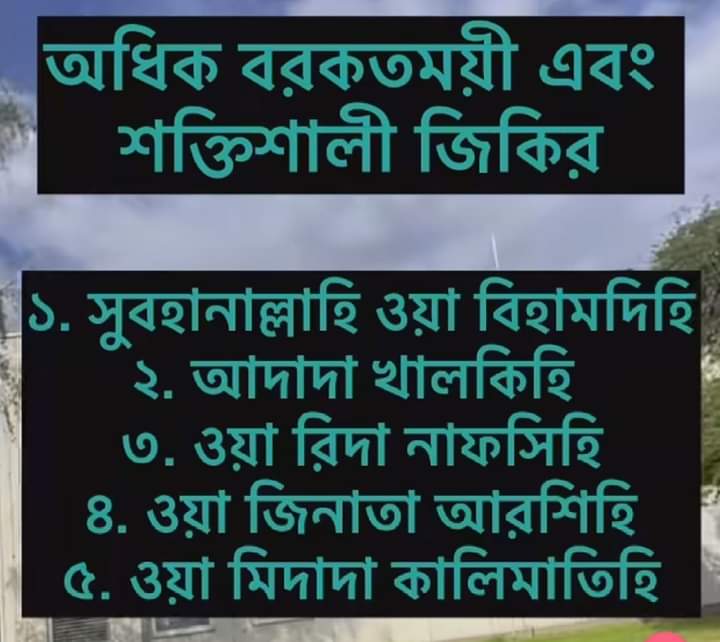 অধিক বরকতময়ী এবং
শক্তিশালী জিকির
১. সুবহানাল্লাহি ওয়া বিহামদিহি
২. আদাদা খালকিহি
৩. ওয়া রিদা নাফসিহি
৪. ওয়া জিনাতা আরশিহি
৫. ওয়া মিদাদা কালিমাতিহি